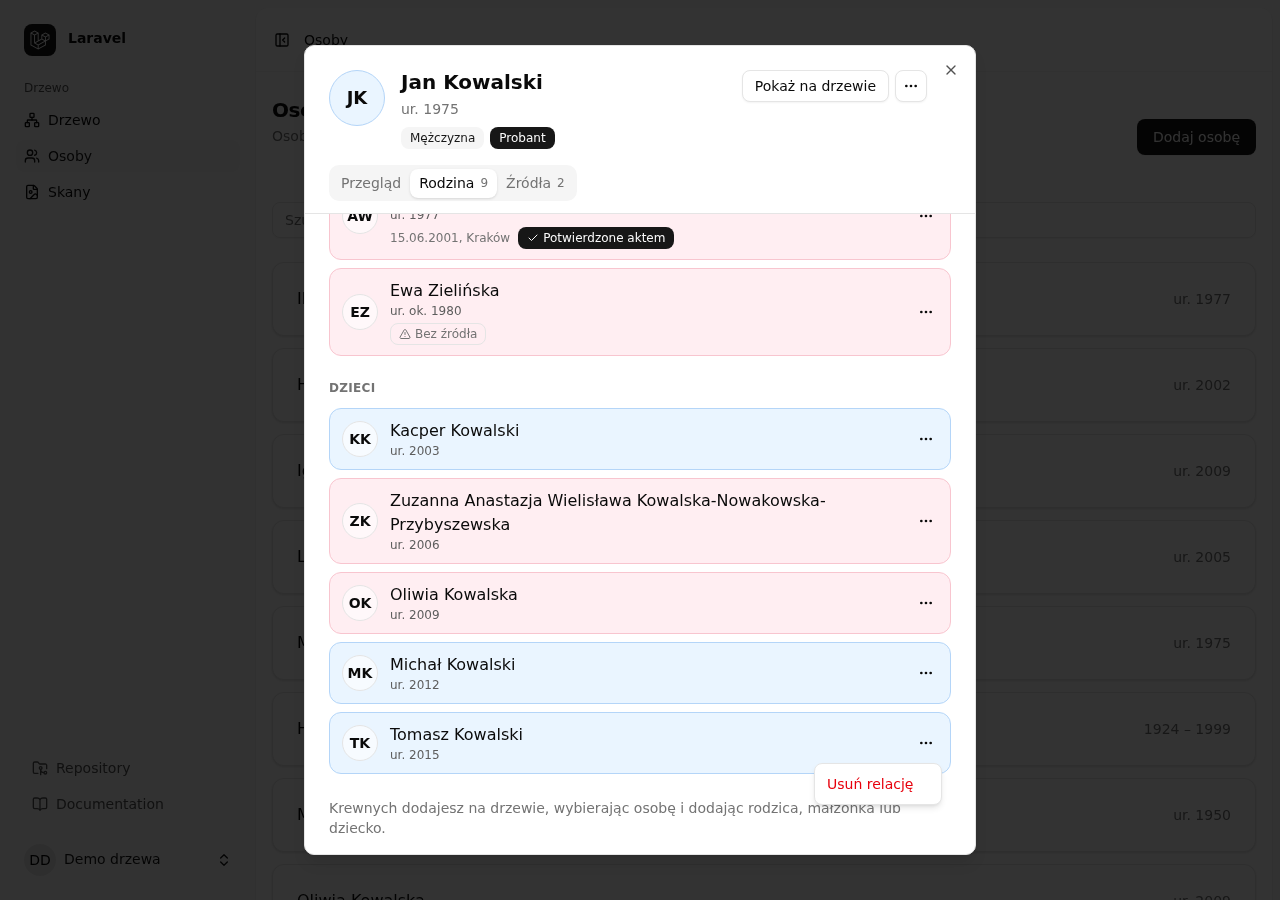 Laravel
Osoby
Drzewo
Drzewo
Osoby
Skany
Dodaj osobę
JK
Jan Kowalski
ur. 1975
Mężczyzna
Probant
Pokaż na drzewie
Przegląd
Rodzina 9
Źródła 2
AW
ur. 1977
15.06.2001, Kraków
Potwierdzone aktem
EZ
Ewa Zielińska
ur. ok. 1980
Bez źródła
DZIECI
KK
Kacper Kowalski
ur. 2003
ZK
Zuzanna Anastazja Wielisława Kowalska-Nowakowska-
Przybyszewska
ur. 2006
OK
Oliwia Kowalska
ur. 2009
MK
Michał Kowalski
ur. 2012
TK
Tomasz Kowalski
ur. 2015
Usuń relację
Krewnych dodajesz na drzewie, wybierając osobę i dodając rodzica, małżonka lub
dziecko.
ur. 1977
ur. 2002
ur. 2009
ur. 2005
ur. 1975
1924 – 1999
ur. 1950
Oliwia Kowalska
ur. 2009
Repository
Documentation
DD
Demo drzewa